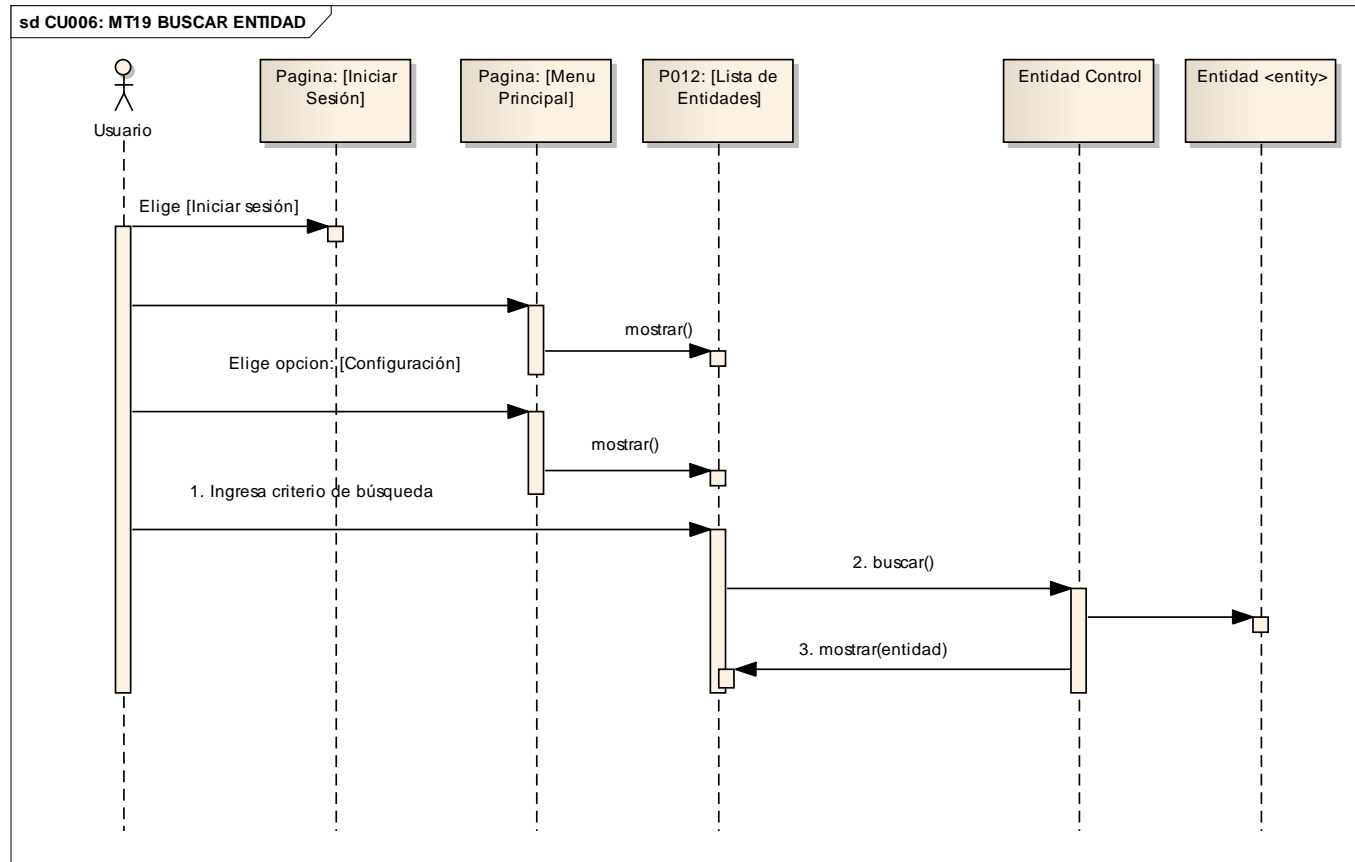 sd CU006: MT19 BUSCAR ENTIDAD
Usuario
Pagina: [Iniciar
Sesión]
Pagina: [Menu
Principal]
P012: [Lista de
Entidades]
Entidad Control
Entidad <entity>
Elige [Iniciar sesión]
mostrar()
Elige opcion: [Configuración]
mostrar()
1. Ingresa criterio de búsqueda
2. buscar()
3. mostrar(entidad)